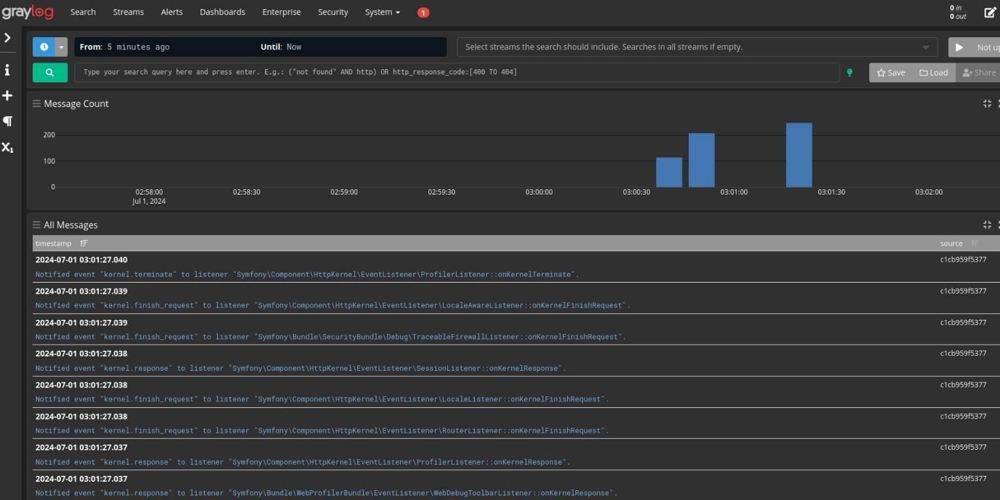 graylog Search Streams Alerts Dashboards Enterprise Security System 1 0 in
0 out
From: 5 minutes ago Until: Now Select streams the search should include. Searches in all streams if empty. Not
Type your search query here and press enter. E.g.: ("not found" AND http) OR http_response_code:[400 TO 404] Save Load Share
Message Count
200
100
0
02:58:00 02:58:30 02:59:00 02:59:30 03:00:00 03:00:30 03:01:00 03:01:30 03:02:00
Jul 1, 2024
All Messages
timestamp source
2024-07-01 03:01:27.040 c1cb959f5377
Notified event "kernel.terminate" to listener "Symfony\Component\HttpKernel\EventListener\ProfilerListener::onKernelTerminate".
2024-07-01 03:01:27.039 c1cb959f5377
Notified event "kernel.finish_request" to listener "Symfony\Component\HttpKernel\EventListener\LocaleAwareListener::onKernelFinishRequest".
2024-07-01 03:01:27.039 c1cb959f5377
Notified event "kernel.finish_request" to listener "Symfony\Bundle\SecurityBundle\Debug\TraceableFirewallListener::onKernelFinishRequest".
2024-07-01 03:01:27.038 c1cb959f5377
Notified event "kernel.response" to listener "Symfony\Component\HttpKernel\EventListener\SessionListener::onKernelResponse".
2024-07-01 03:01:27.038 c1cb959f5377
Notified event "kernel.finish_request" to listener "Symfony\Component\HttpKernel\EventListener\LocaleListener::onKernelFinishRequest".
2024-07-01 03:01:27.038 c1cb959f5377
Notified event "kernel.finish_request" to listener "Symfony\Component\HttpKernel\EventListener\RouterListener::onKernelFinishRequest".
2024-07-01 03:01:27.037 c1cb959f5377
Notified event "kernel.response" to listener "Symfony\Component\HttpKernel\EventListener\ProfilerListener::onKernelResponse".
2024-07-01 03:01:27.037 c1cb959f5377
Notified event "kernel.response" to listener "Symfony\Bundle\WebProfilerBundle\EventListener\WebDebugToolbarListener::onKernelResponse".